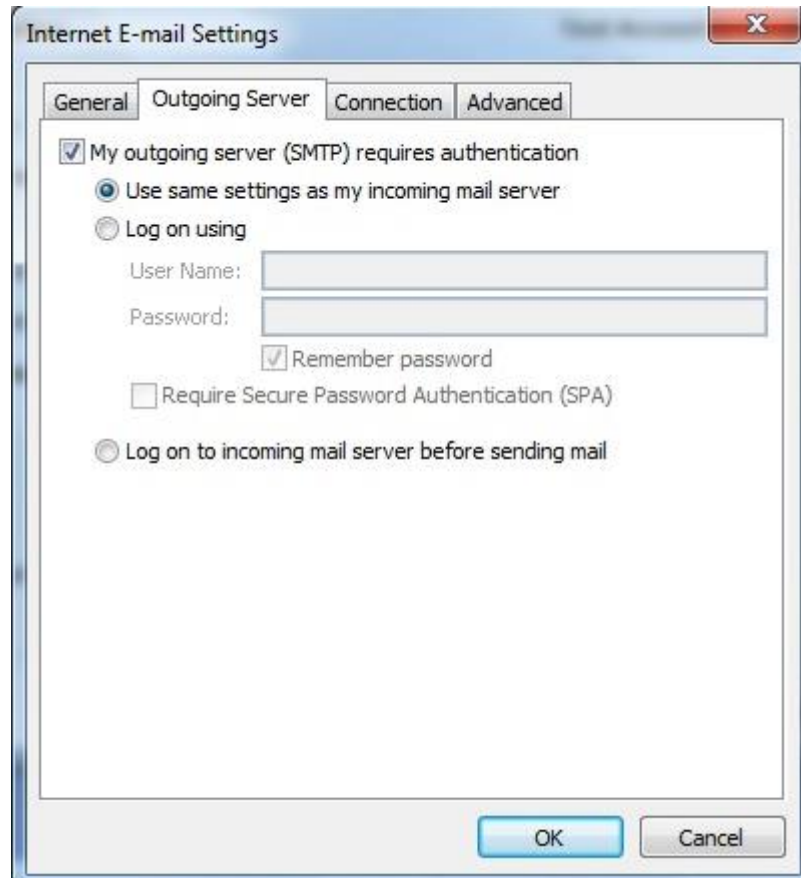 Internet E-mail Settings
General Outgoing Server Connection Advanced
My outgoing server (SMTP) requires authentication
Use same settings as my incoming mail server
Log on using
User Name:
Password:
Remember password
Require Secure Password Authentication (SPA)
Log on to incoming mail server before sending mail
OK Cancel